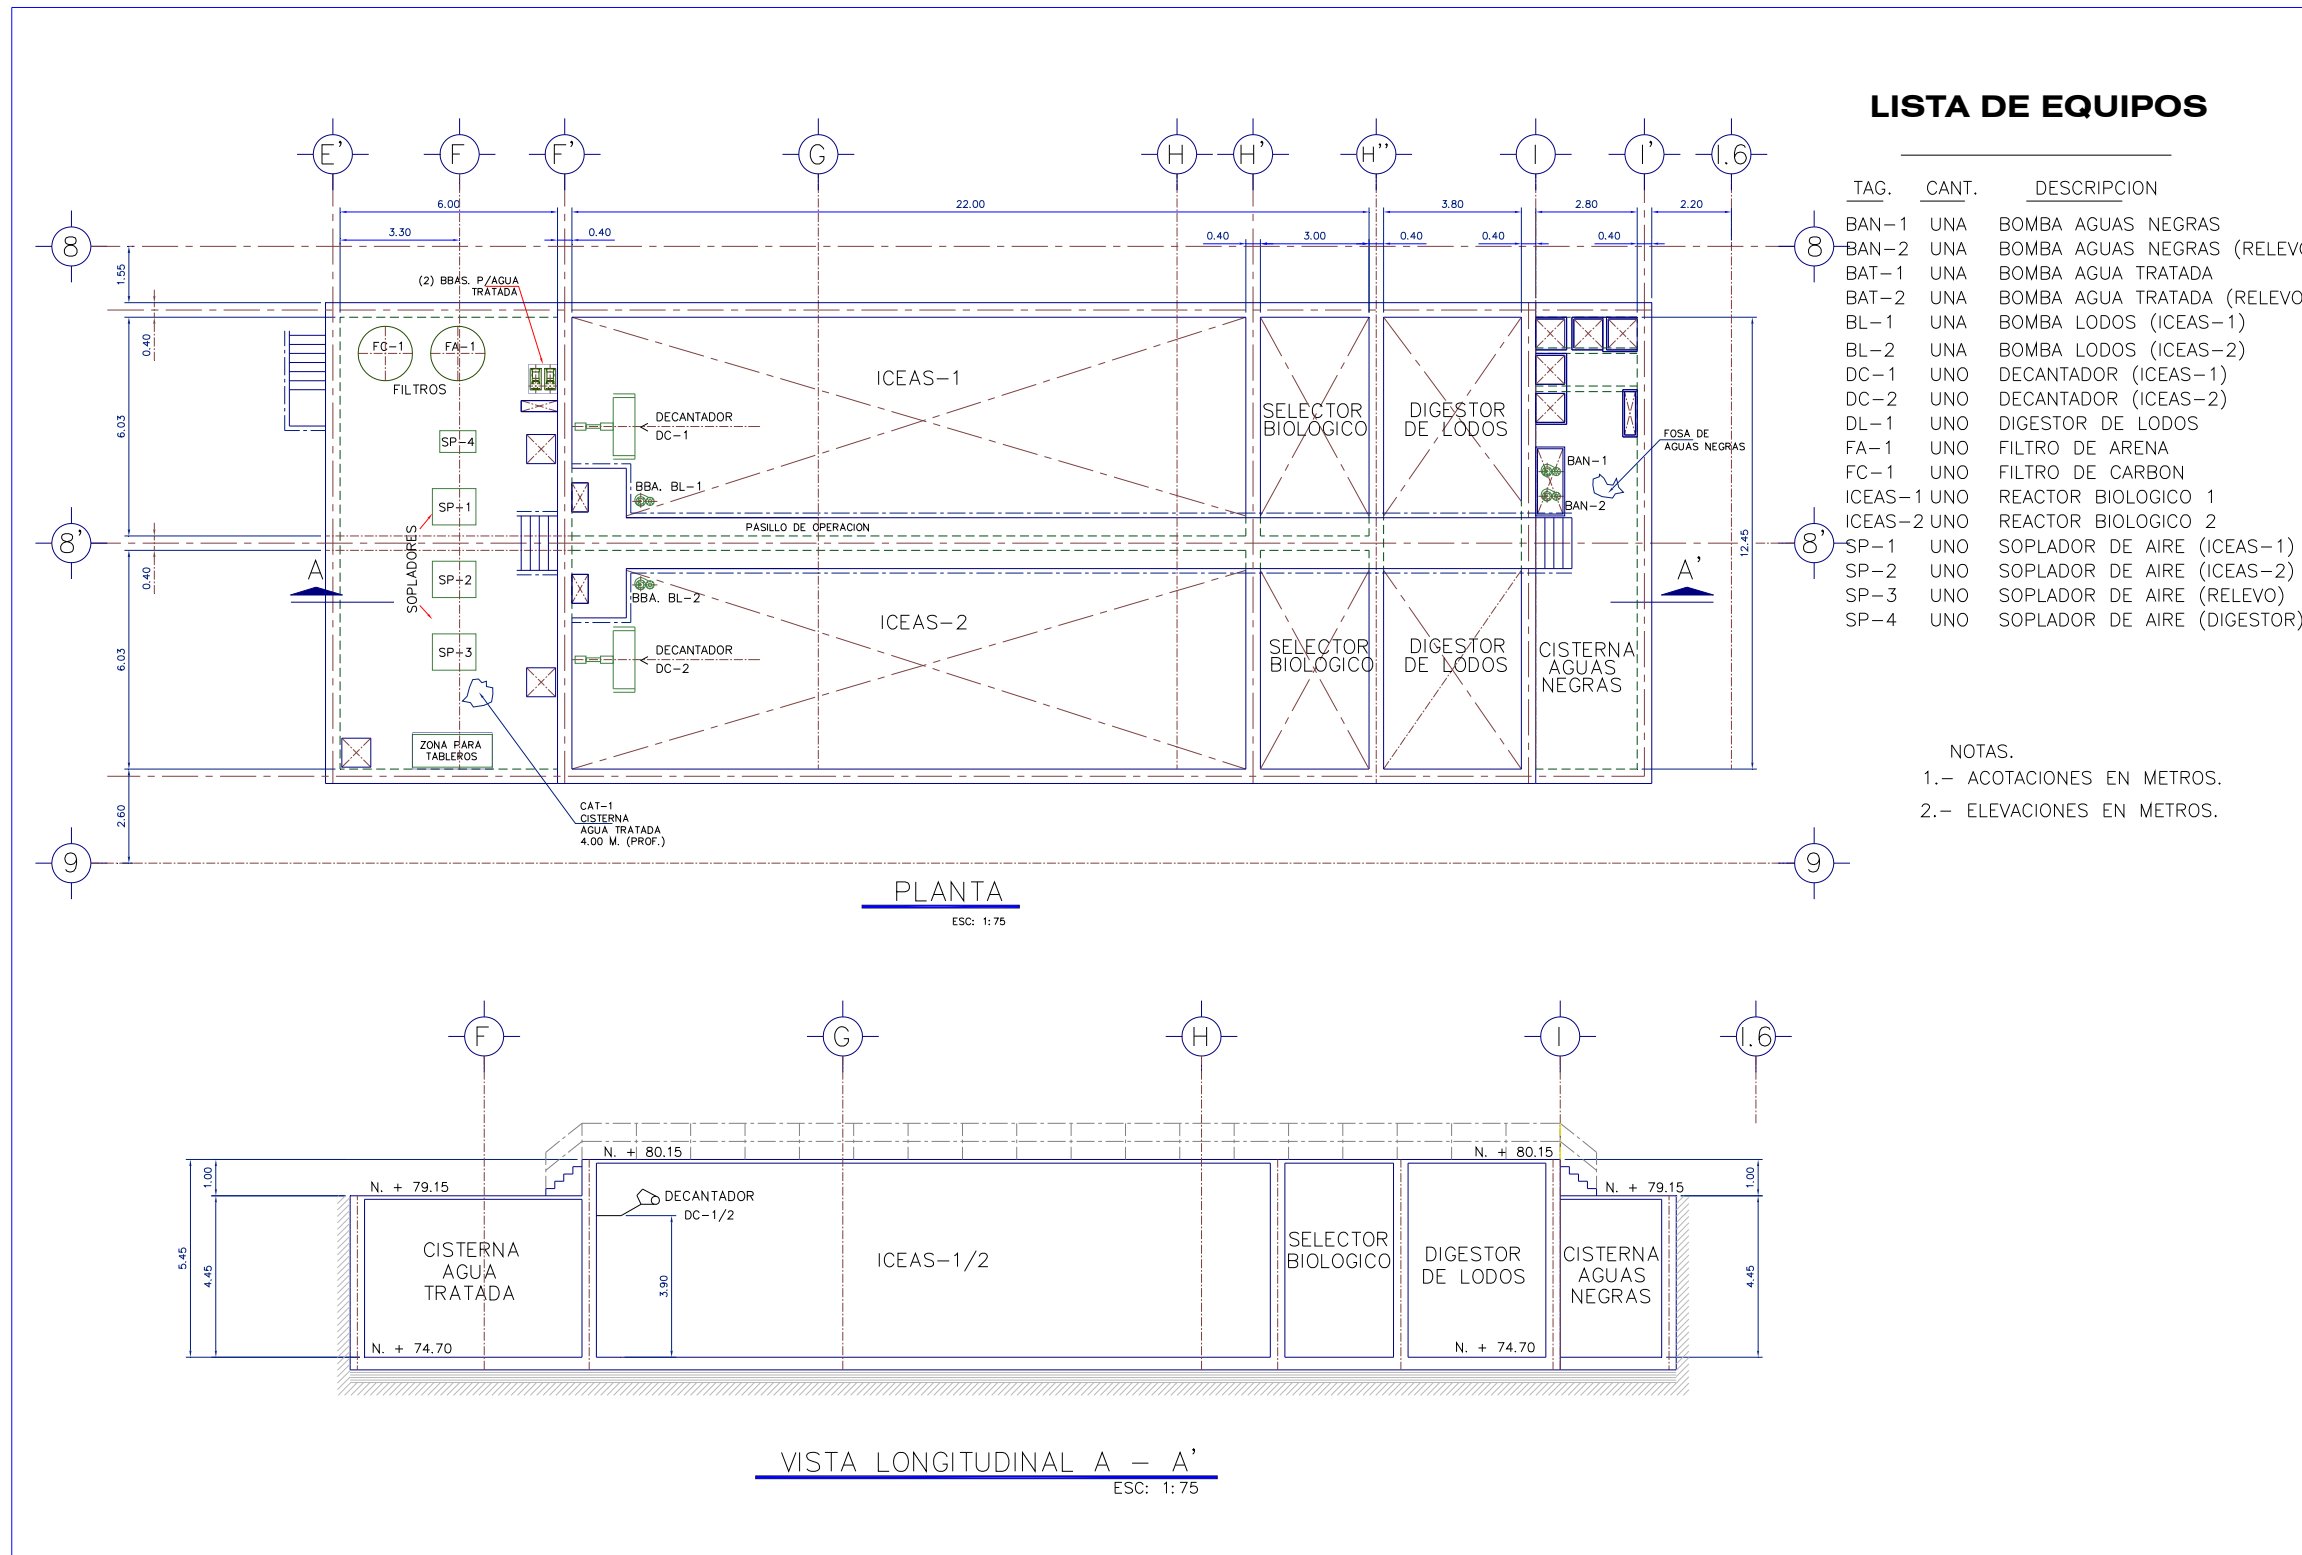 LISTA DE EQUIPOS
TAG. CANT. DESCRIPCION
BAN-1 UNA BOMBA AGUAS NEGRAS
BAN-2 UNA BOMBA AGUAS NEGRAS (RELEVO
BAT-1 UNA BOMBA AGUA TRATADA
BAT-2 UNA BOMBA AGUA TRATADA (RELEVO
BL-1 UNA BOMBA LODOS (ICEAS-1)
BL-2 UNA BOMBA LODOS (ICEAS-2)
DC-1 UNO DECANTADOR (ICEAS-1)
DC-2 UNO DECANTADOR (ICEAS-2)
DL-1 UNO DIGESTOR DE LODOS
FA-1 UNO FILTRO DE ARENA
FC-1 UNO FILTRO DE CARBON
ICEAS-1 UNO REACTOR BIOLOGICO 1
ICEAS-2 UNO REACTOR BIOLOGICO 2
SP-1 UNO SOPLADOR DE AIRE (ICEAS-1)
SP-2 UNO SOPLADOR DE AIRE (ICEAS-2)
SP-3 UNO SOPLADOR DE AIRE (RELEVO)
SP-4 UNO SOPLADOR DE AIRE (DIGESTOR)
NOTAS.
1.- ACOTACIONES EN METROS.
2.- ELEVACIONES EN METROS.
E' F F' G H H' H'' I I' I.6
6.00 22.00 3.80 2.80 2.20
3.30 0.40 0.40 3.00 0.40 0.40 0.40
8 8
1.55
0.40
6.03
8' 8'
0.40
6.03
2.60
9 9
12.45
(2) BBAS. P/AGUA
TRATADA
FC-1 FA-1
FILTROS
SP-4
SP-1
SOPLADORES
SP-2
SP-3
A A'
ZONA PARA
TABLEROS
CAT-1
CISTERNA
AGUA TRATADA
4.00 M. (PROF.)
ICEAS-1
DECANTADOR
DC-1
BBA. BL-1
PASILLO DE OPERACION
BBA. BL-2
ICEAS-2
DECANTADOR
DC-2
SELECTOR
BIOLOGICO
DIGESTOR
DE LODOS
SELECTOR
BIOLOGICO
DIGESTOR
DE LODOS
BAN-1
BAN-2
FOSA DE
AGUAS NEGRAS
CISTERNA
AGUAS
NEGRAS
PLANTA
ESC: 1:75
F G H I I.6
N. + 80.15 N. + 80.15
N. + 79.15 N. + 79.15
1.00 1.00
5.45
4.45
4.45
3.90
DECANTADOR
DC-1/2
CISTERNA
AGUA
TRATADA
ICEAS-1/2
SELECTOR
BIOLOGICO
DIGESTOR
DE LODOS
CISTERNA
AGUAS
NEGRAS
N. + 74.70 N. + 74.70
VISTA LONGITUDINAL A - A'
ESC: 1:75